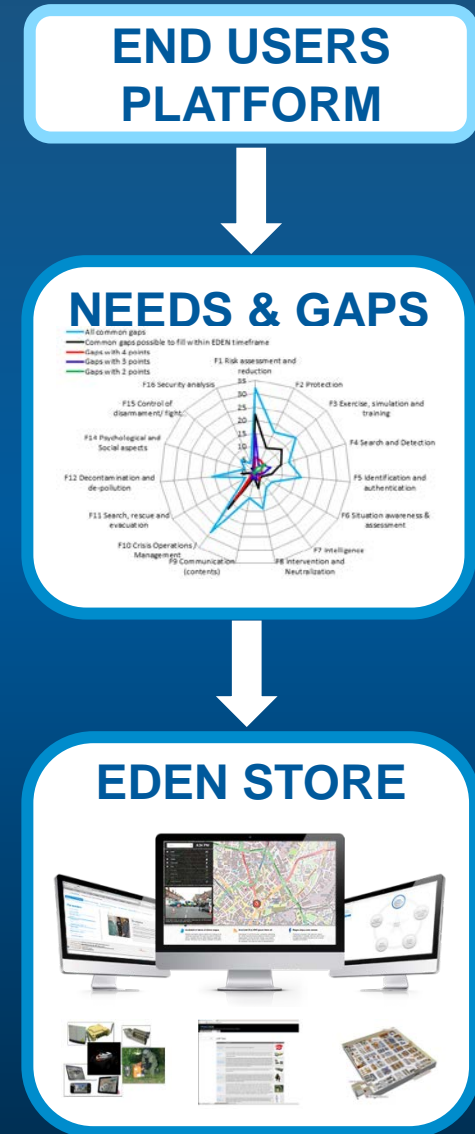 END USERS
PLATFORM
NEEDS & GAPS
All common gaps
Common gaps possible to fill within EDEN timeframe
Gaps with 4 points
Gaps with 3 points
Gaps with 2 points
F1 Risk assessment and
reduction
F2 Protection
F3 Exercise, simulation and
training
F4 Search and Detection
F5 Identification and
authentication
F6 Situation awareness &
assessment
F7 Intelligence
F8 Intervention and
Neutralization
F9 Communication
(contents)
F10 Crisis Operations /
Management
F11 Search, rescue and
evacuation
F12 Decontamination and
de-pollution
F14 Psychological and
Social aspects
F15 Control of
disarmament/ fight
F16 Security analysis
35
30
25
20
15
10
EDEN STORE